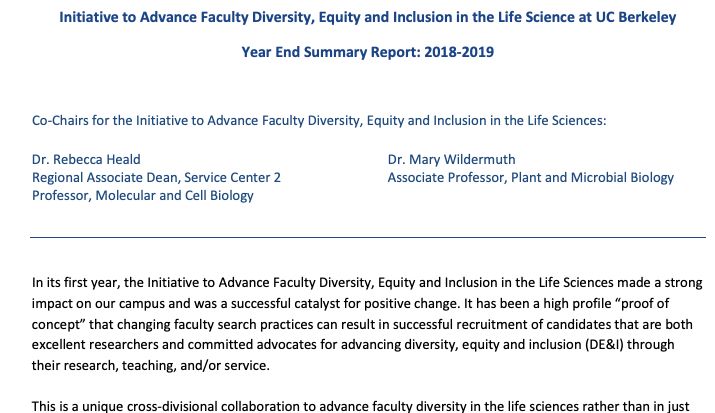 Initiative to Advance Faculty Diversity, Equity and Inclusion in the Life Science at UC Berkeley
Year End Summary Report: 2018-2019
Co-Chairs for the Initiative to Advance Faculty Diversity, Equity and Inclusion in the Life Sciences:
Dr. Rebecca Heald
Regional Associate Dean, Service Center 2
Professor, Molecular and Cell Biology
Dr. Mary Wildermuth
Associate Professor, Plant and Microbial Biology
In its first year, the Initiative to Advance Faculty Diversity, Equity and Inclusion in the Life Sciences made a strong
impact on our campus and was a successful catalyst for positive change. It has been a high profile “proof of
concept” that changing faculty search practices can result in successful recruitment of candidates that are both
excellent researchers and committed advocates for advancing diversity, equity and inclusion (DE&I) through
their research, teaching, and/or service.
This is a unique cross-divisional collaboration to advance faculty diversity in the life sciences rather than in just